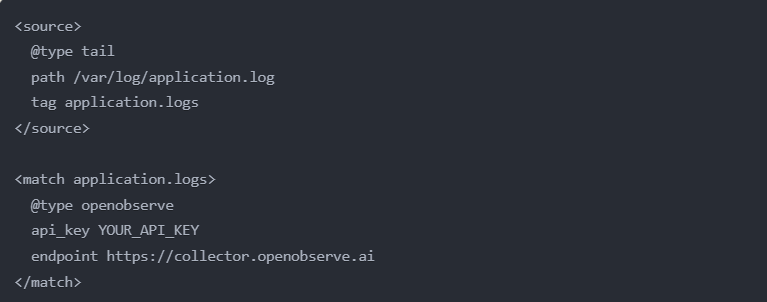 <source>
  @type tail
  path /var/log/application.log
  tag application.logs
</source>

<match application.logs>
  @type openobserve
  api_key YOUR_API_KEY
  endpoint https://collector.openobserve.ai
</match>